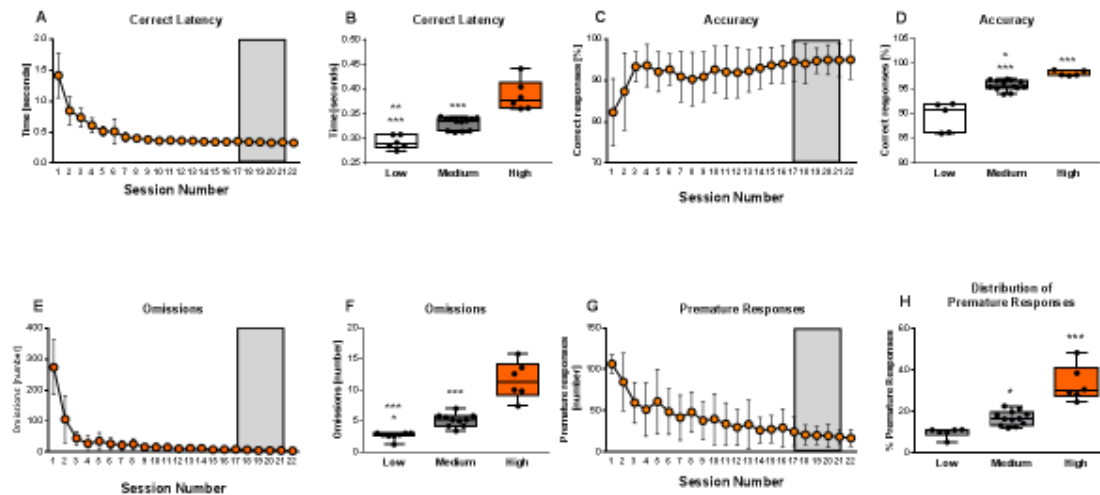 A
Correct Latency
Time [seconds]
2.0
1.5
1.0
0.5
0.0
1 2 3 4 5 6 7 8 9 10 11 12 13 14 15 16 17 18 19 20 21 22
Session Number
B
Correct Latency
Time [seconds]
0.50
0.45
0.40
0.35
0.30
0.25
**
***
***
Low Medium High
C
Accuracy
Correct responses [%]
100
90
80
70
1 2 3 4 5 6 7 8 9 10 11 12 13 14 15 16 17 18 19 20 21 22
Session Number
D
Accuracy
Correct responses [%]
100
95
90
85
80
*
***
***
Low Medium High
E
Omissions
Omissions [number]
400
300
200
100
0
1 2 3 4 5 6 7 8 9 10 11 12 13 14 15 16 17 18 19 20 21 22
Session Number
F
Omissions
Omissions [number]
20
15
10
5
0
***
*
***
Low Medium High
G
Premature Responses
Premature responses
[number]
150
100
50
0
1 2 3 4 5 6 7 8 9 10 11 12 13 14 15 16 17 18 19 20 21 22
Session Number
H
Distribution of
Premature Responses
% Premature Responses
60
40
20
0
*
***
Low Medium High